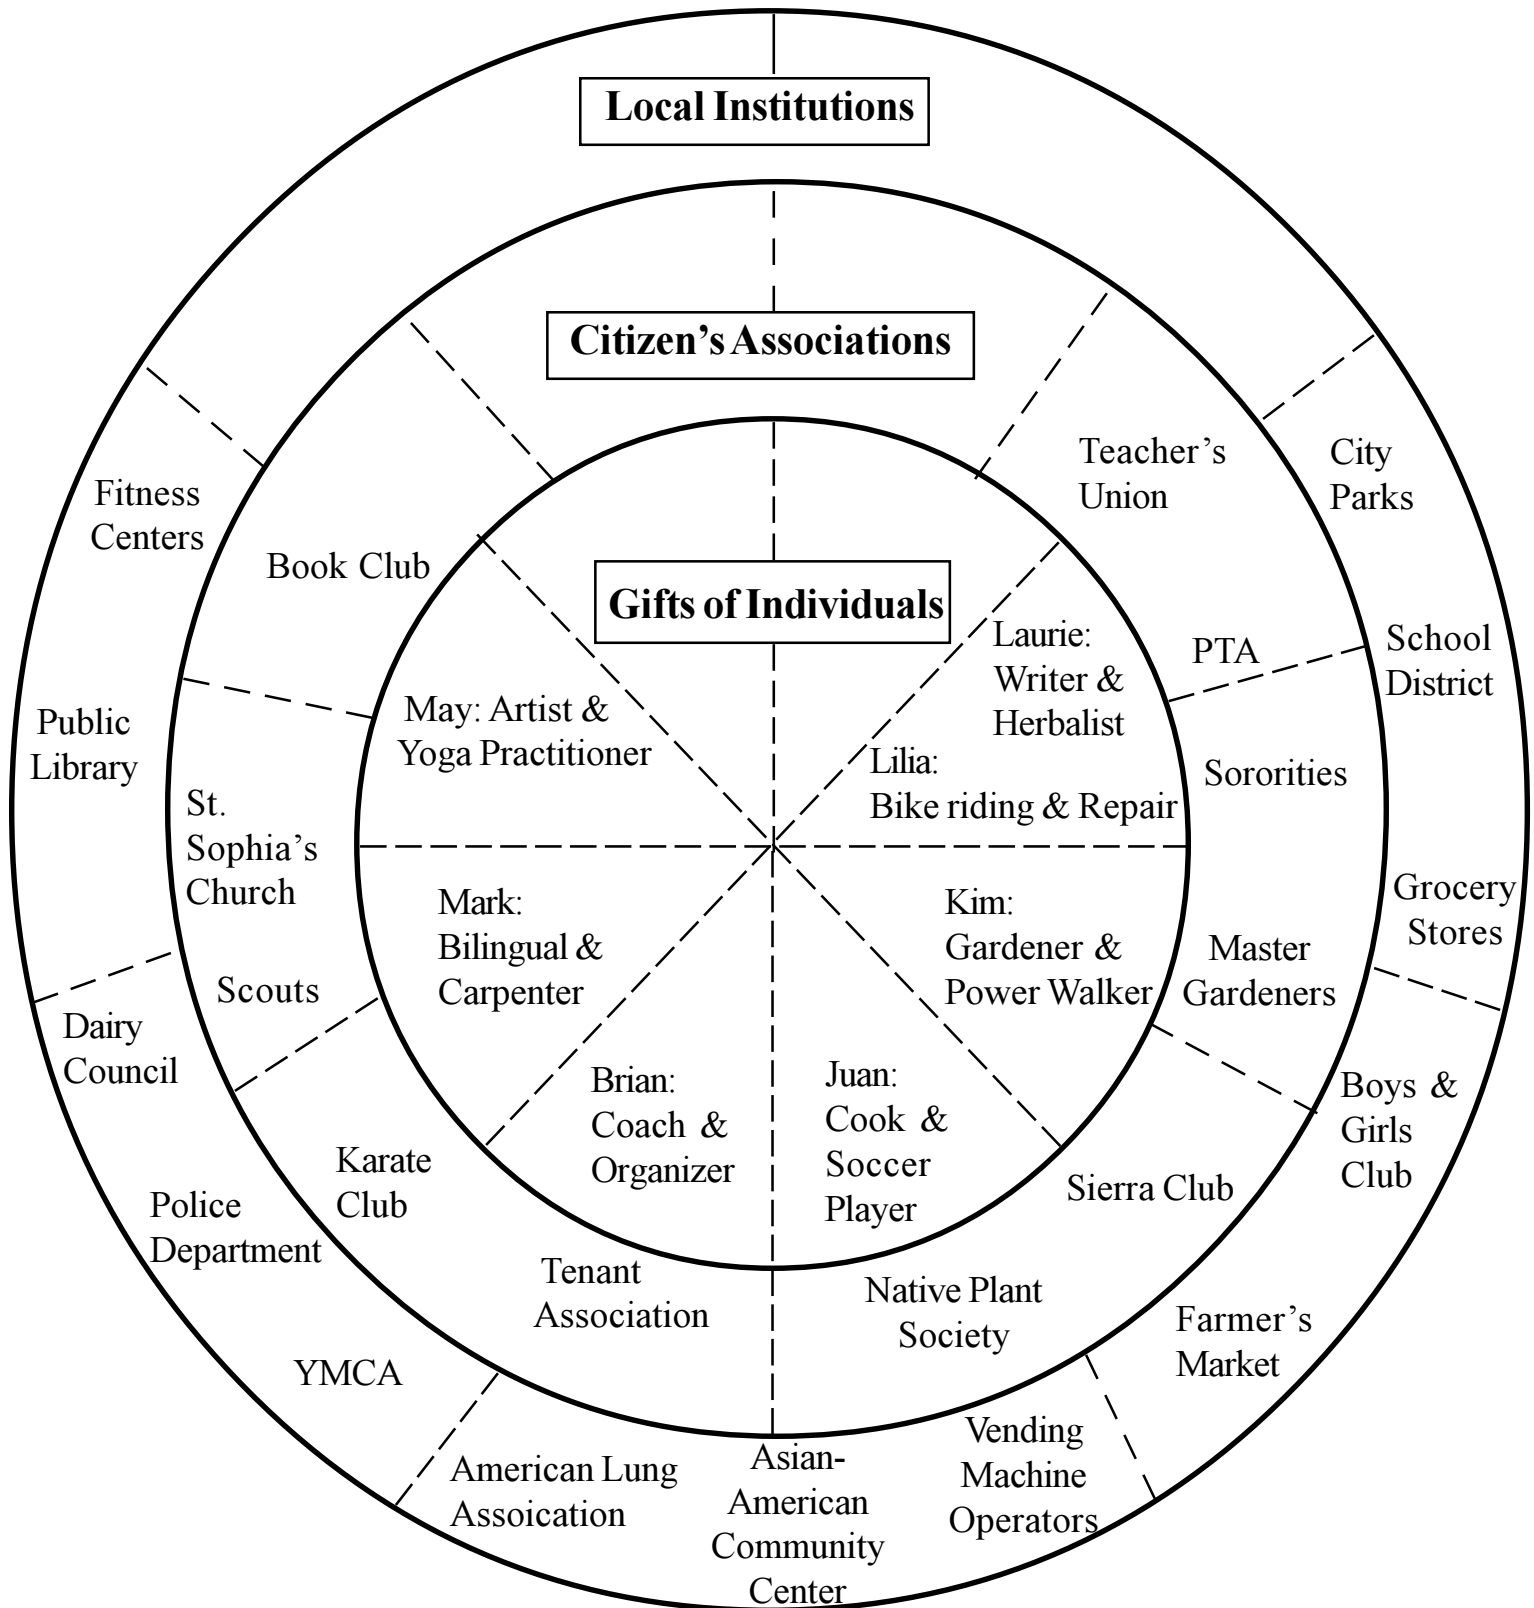 Local Institutions
Citizen's Associations
Gifts of Individuals
Laurie:
Writer &
Herbalist
Lilia:
Bike riding & Repair
Kim:
Gardener &
Power Walker
Juan:
Cook &
Soccer
Player
Brian:
Coach &
Organizer
Mark:
Bilingual &
Carpenter
May: Artist &
Yoga Practitioner
Teacher's
Union
PTA
Sororities
Master
Gardeners
Sierra Club
Native Plant
Society
Tenant
Association
Karate
Club
Scouts
St.
Sophia's
Church
Book Club
City
Parks
School
District
Grocery
Stores
Boys &
Girls
Club
Farmer's
Market
Vending
Machine
Operators
Asian-
American
Community
Center
American Lung
Assoication
YMCA
Police
Department
Dairy
Council
Public
Library
Fitness
Centers